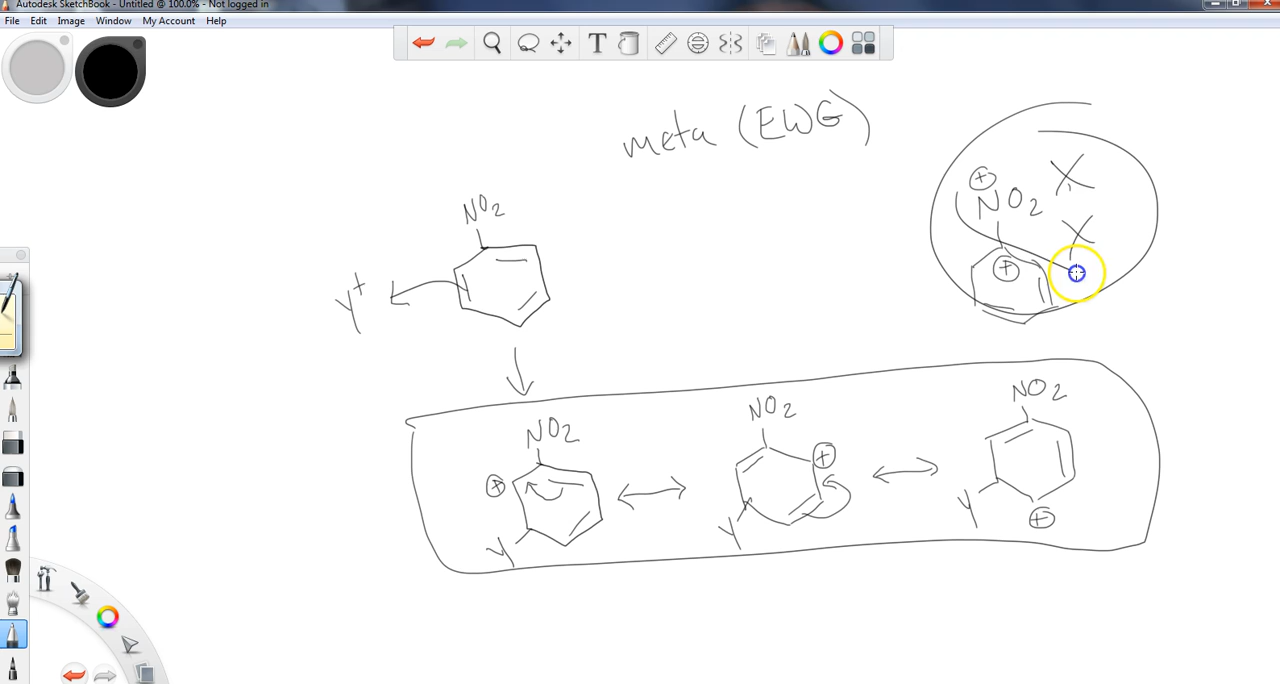 Autodesk SketchBook - Untitled @ 100.0% - Not logged in
File Edit Image Window My Account Help
T
meta (EWG)
+
NO2 X
X
+
NO2
Y+
NO2
+
Y
NO2
+
Y
NO2
Y
+